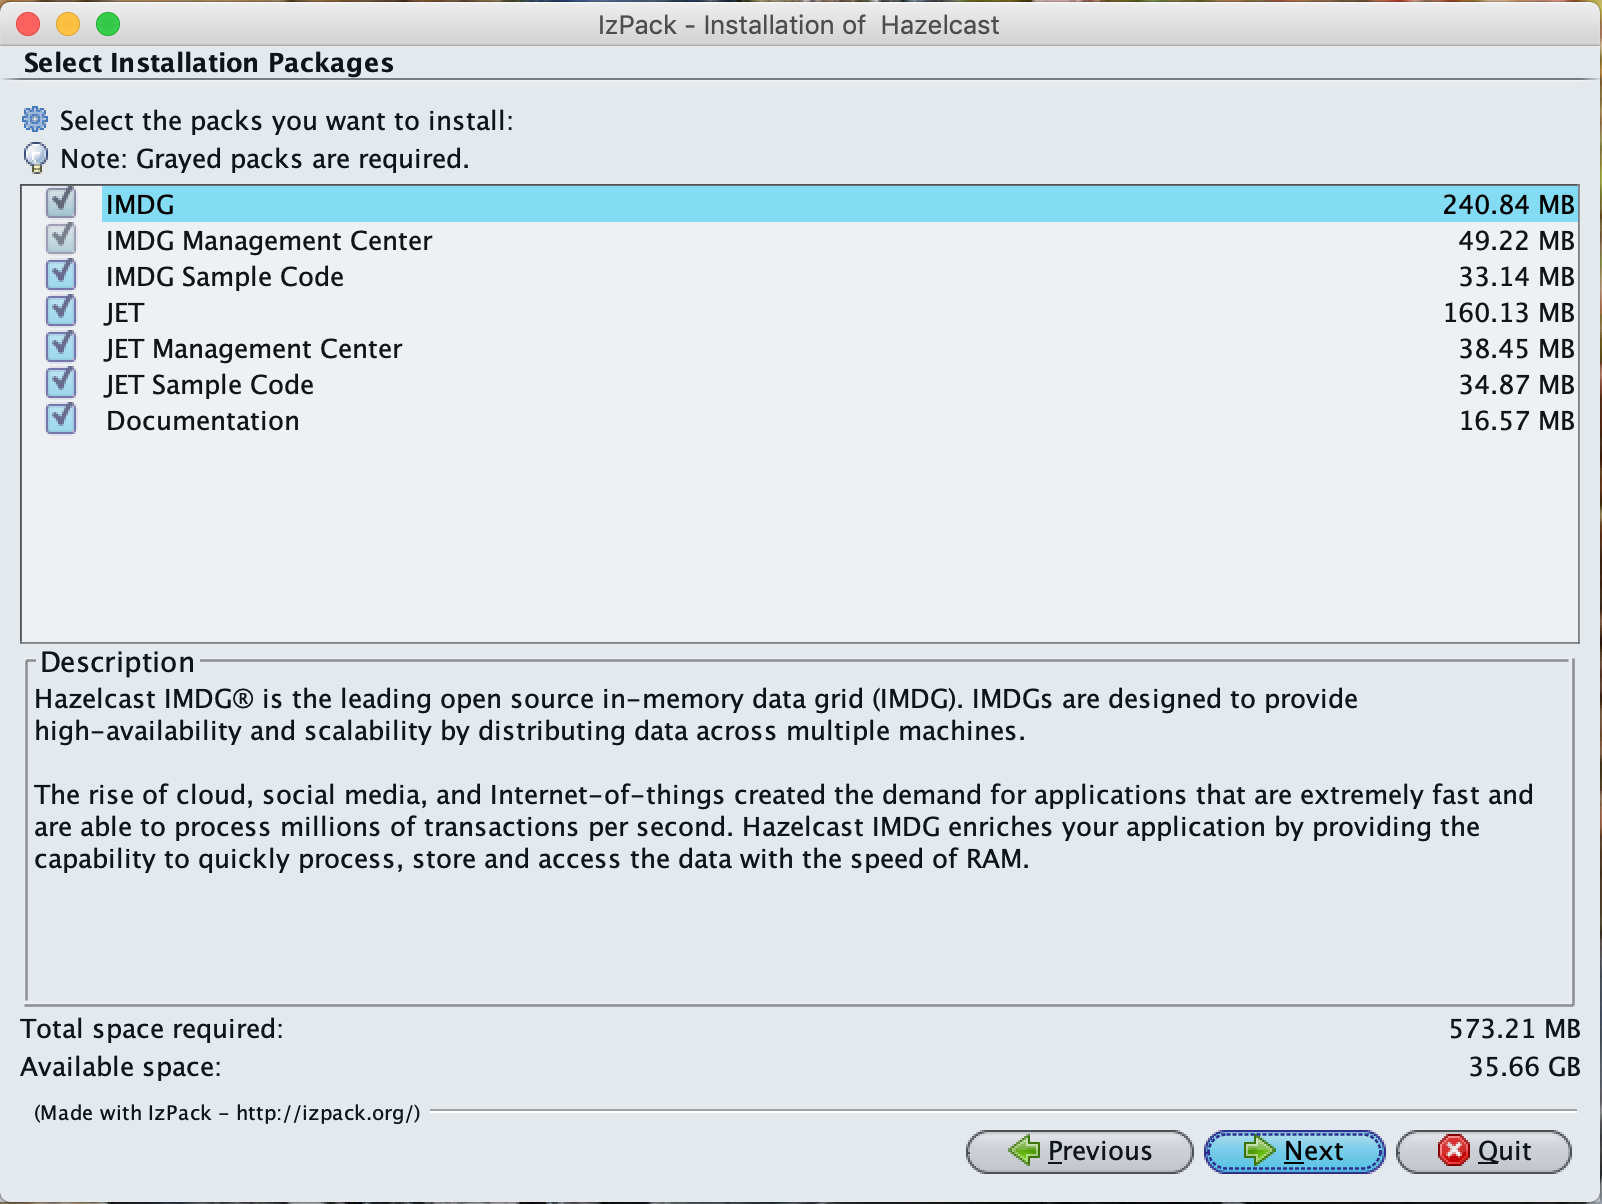 IzPack - Installation of  Hazelcast
Select Installation Packages
Select the packs you want to install:
Note: Grayed packs are required.
IMDG 240.84 MB
IMDG Management Center 49.22 MB
IMDG Sample Code 33.14 MB
JET 160.13 MB
JET Management Center 38.45 MB
JET Sample Code 34.87 MB
Documentation 16.57 MB
Description
Hazelcast IMDG® is the leading open source in-memory data grid (IMDG). IMDGs are designed to provide
high-availability and scalability by distributing data across multiple machines.
The rise of cloud, social media, and Internet-of-things created the demand for applications that are extremely fast and
are able to process millions of transactions per second. Hazelcast IMDG enriches your application by providing the
capability to quickly process, store and access the data with the speed of RAM.
Total space required: 573.21 MB
Available space: 35.66 GB
(Made with IzPack - http://izpack.org/)
Previous Next Quit